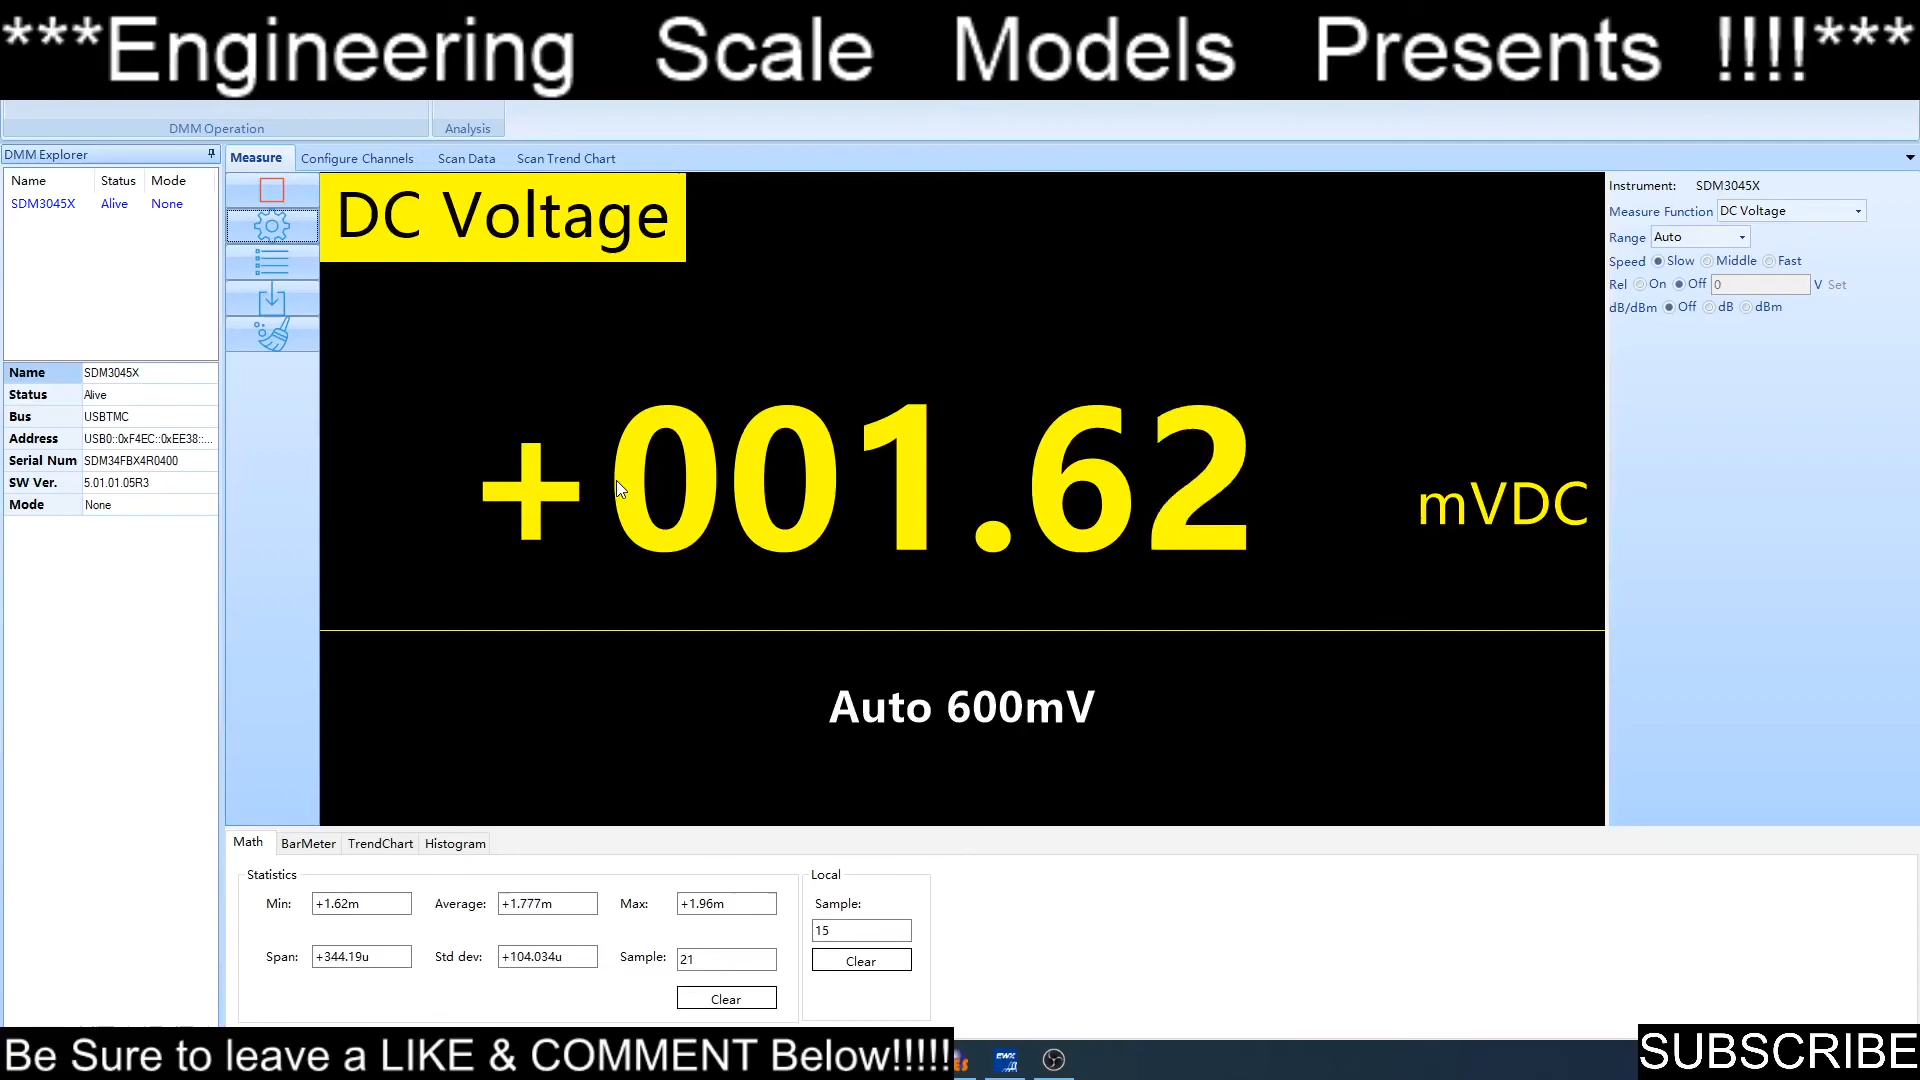 ***Engineering Scale Models Presents !!!!***
DMM Operation
Analysis
DMM Explorer
Name Status Mode
SDM3045X Alive None
Name SDM3045X
Status Alive
Bus USBTMC
Address USB0::0xF4EC::0xEE38::...
Serial Num SDM34FBX4R0400
SW Ver. 5.01.01.05R3
Mode None
Measure Configure Channels Scan Data Scan Trend Chart
DC Voltage
+001.62 mVDC
Auto 600mV
Instrument: SDM3045X
Measure Function DC Voltage
Range Auto
Speed Slow Middle Fast
Rel On Off 0 V Set
dB/dBm Off dB dBm
Math BarMeter TrendChart Histogram
Statistics
Min: +1.62m Average: +1.777m Max: +1.96m
Span: +344.19u Std dev: +104.034u Sample: 21
Clear
Local
Sample:
15
Clear
Be Sure to leave a LIKE & COMMENT Below!!!!!
EWX
SUBSCRIBE